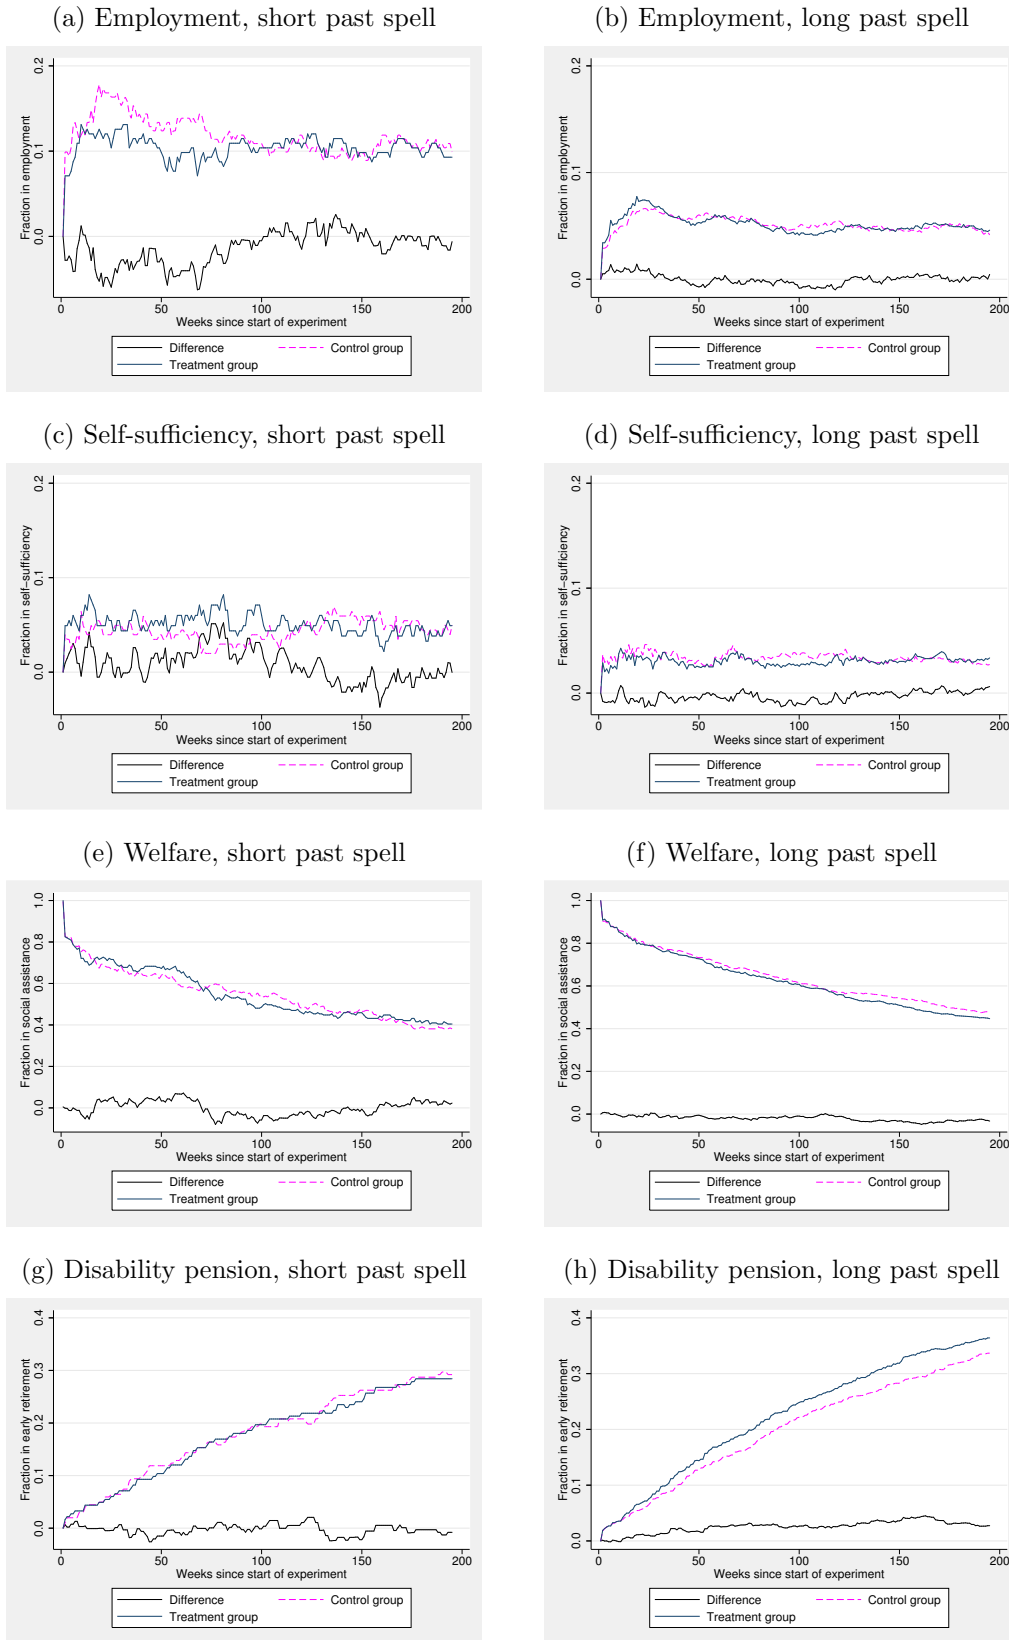 (a) Employment, short past spell
Fraction in employment
0.0 0.1 0.2
0 50 100 150 200
Weeks since start of experiment
Difference Control group
Treatment group
(b) Employment, long past spell
Fraction in employment
0.0 0.1 0.2
0 50 100 150 200
Weeks since start of experiment
Difference Control group
Treatment group
(c) Self-sufficiency, short past spell
Fraction in self-sufficiency
0.0 0.1 0.2
0 50 100 150 200
Weeks since start of experiment
Difference Control group
Treatment group
(d) Self-sufficiency, long past spell
Fraction in self-sufficiency
0.0 0.1 0.2
0 50 100 150 200
Weeks since start of experiment
Difference Control group
Treatment group
(e) Welfare, short past spell
Fraction in social assistance
0.0 0.2 0.4 0.6 0.8 1.0
0 50 100 150 200
Weeks since start of experiment
Difference Control group
Treatment group
(f) Welfare, long past spell
Fraction in social assistance
0.0 0.2 0.4 0.6 0.8 1.0
0 50 100 150 200
Weeks since start of experiment
Difference Control group
Treatment group
(g) Disability pension, short past spell
Fraction in early retirement
0.0 0.1 0.2 0.3 0.4
0 50 100 150 200
Weeks since start of experiment
Difference Control group
Treatment group
(h) Disability pension, long past spell
Fraction in early retirement
0.0 0.1 0.2 0.3 0.4
0 50 100 150 200
Weeks since start of experiment
Difference Control group
Treatment group